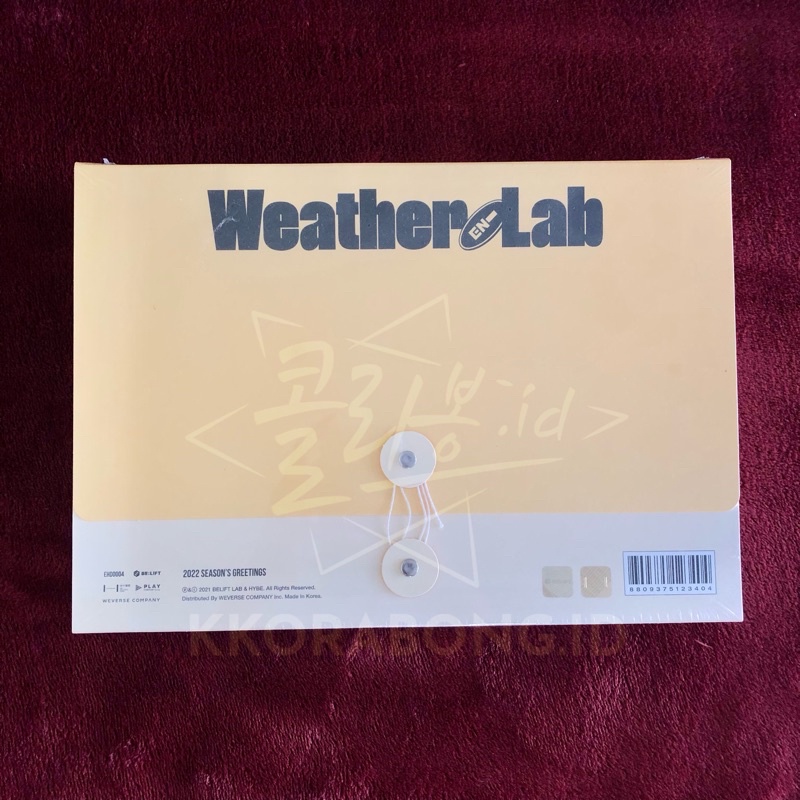 Weather EN- Lab
콜라봉.id
EH00004 BE:LIFT
PLAY
WEVERSE COMPANY
2022 SEASON'S GREETINGS
Ⓟ&ⓒ 2021 BELIFT LAB & HYBE. All Rights Reserved.
Distributed By WEVERSE COMPANY Inc. Made in Korea.
8809375123404
KKORABONG.ID